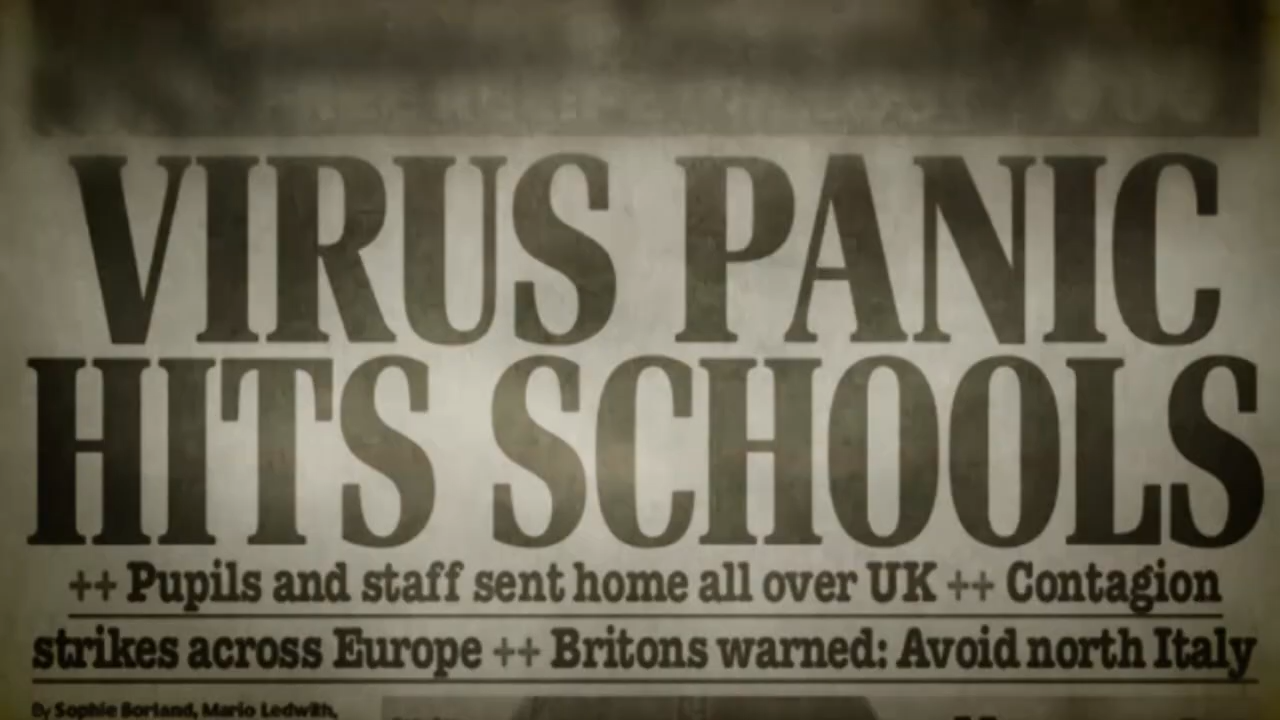 VIRUS PANIC
HITS SCHOOLS
++ Pupils and staff sent home all over UK ++ Contagion
strikes across Europe ++ Britons warned: Avoid north Italy
By Sophie Borland, Mario Ledwith,